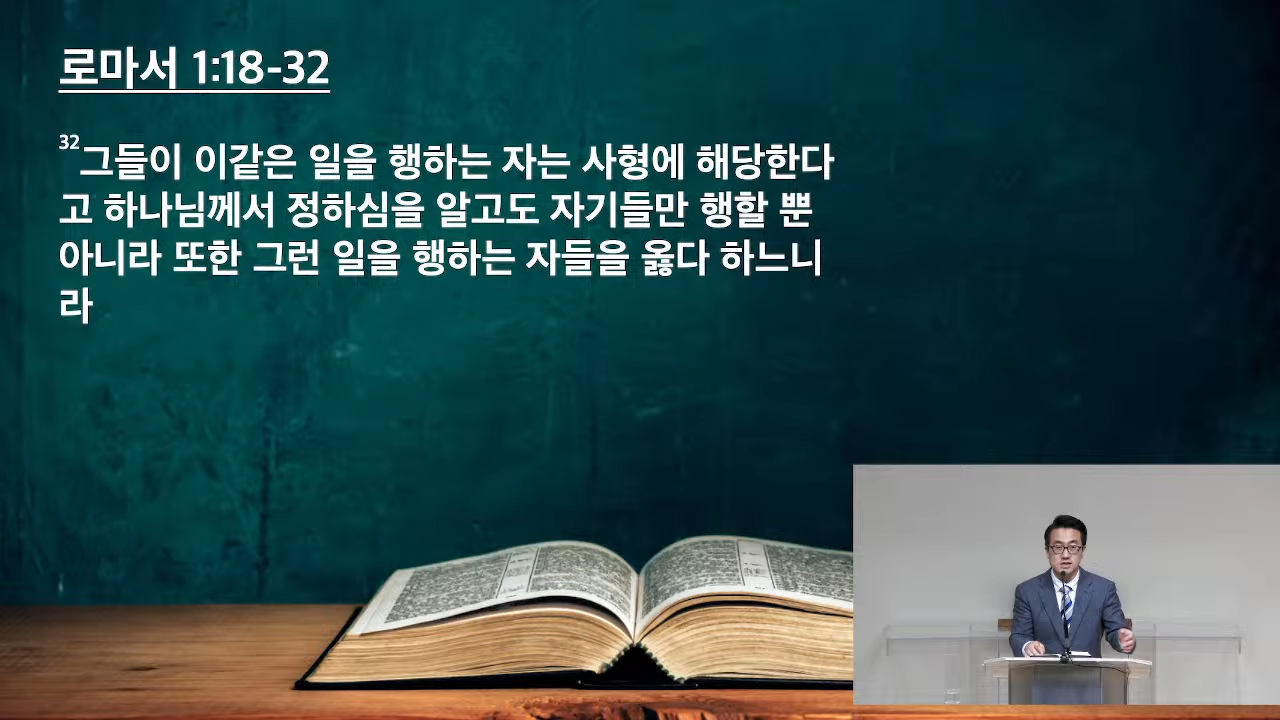 로마서 1:18-32
32그들이 이같은 일을 행하는 자는 사형에 해당한다
고 하나님께서 정하심을 알고도 자기들만 행할 뿐
아니라 또한 그런 일을 행하는 자들을 옳다 하느니
라